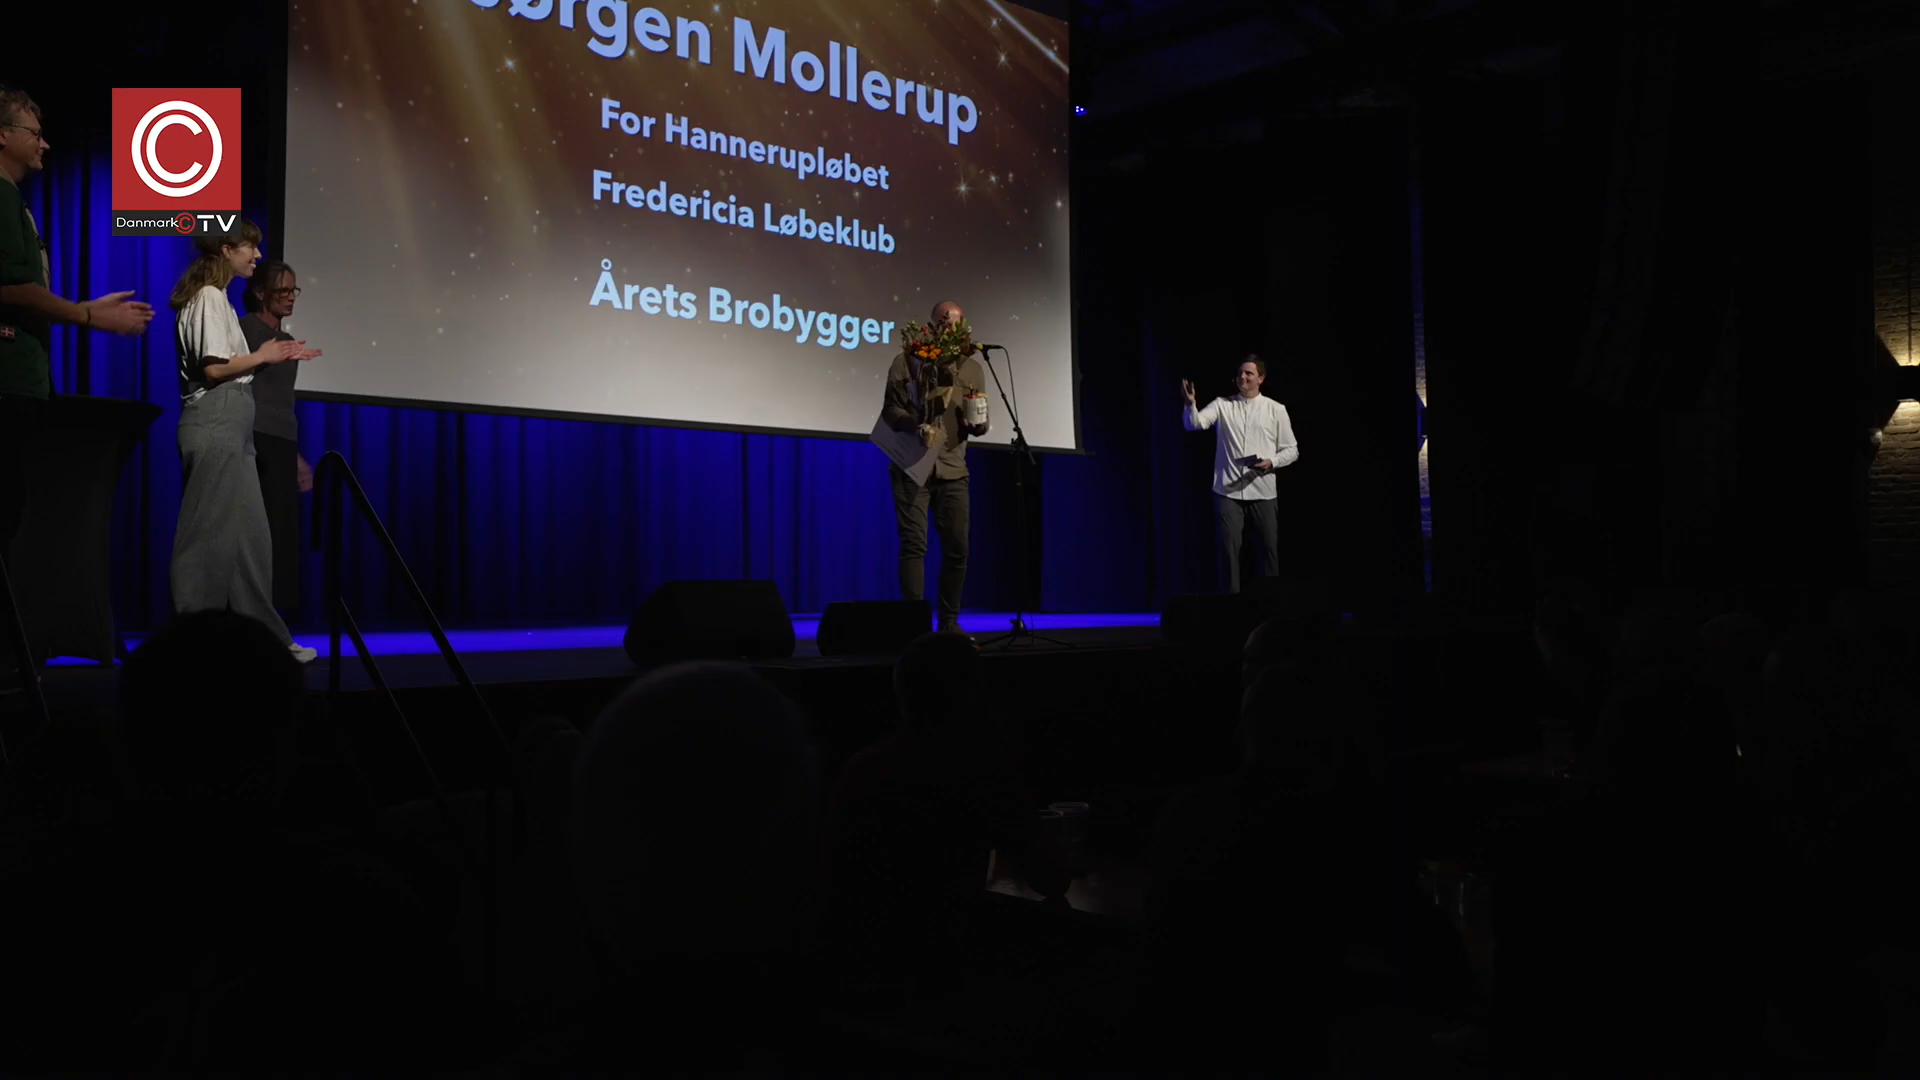 Mollerup
For Hannerupløbet
Fredericia Løbeklub
Årets Brobygger
C
Danmark C TV